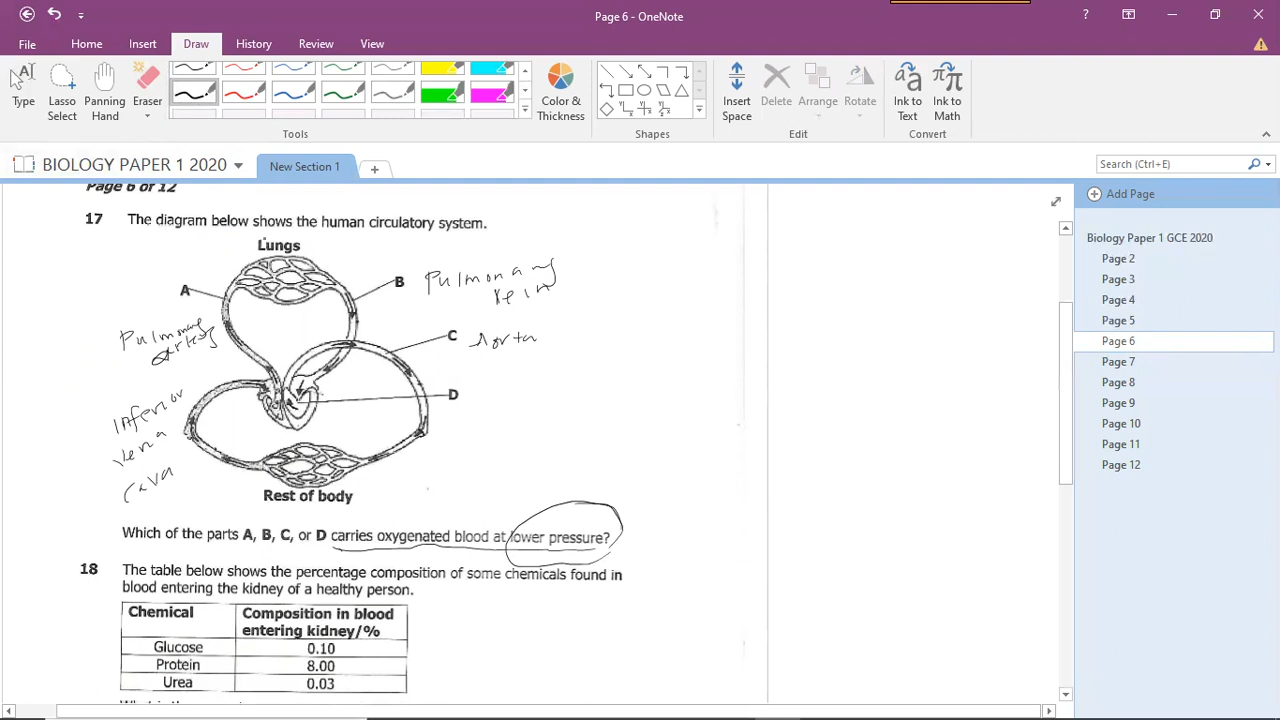 Page 6 - OneNote
?
File
Home
Insert
Draw
History
Review
View
Type
Lasso Select
Panning Hand
Eraser
Color & Thickness
Insert Space
Delete
Arrange
Rotate
Ink to Text
Ink to Math
Tools
Shapes
Edit
Convert
BIOLOGY PAPER 1 2020
New Section 1
Search (Ctrl+E)
Page 6 of 12
17 The diagram below shows the human circulatory system.
Lungs
A
B
Pulmonary
vein
Pulmonary
artery
C
Aorta
D
Inferior
vena
cava
Rest of body
Which of the parts A, B, C, or D carries oxygenated blood at lower pressure?
18 The table below shows the percentage composition of some chemicals found in
blood entering the kidney of a healthy person.
Chemical Composition in blood
entering kidney/%
Glucose 0.10
Protein 8.00
Urea 0.03
Add Page
Biology Paper 1 GCE 2020
Page 2
Page 3
Page 4
Page 5
Page 6
Page 7
Page 8
Page 9
Page 10
Page 11
Page 12